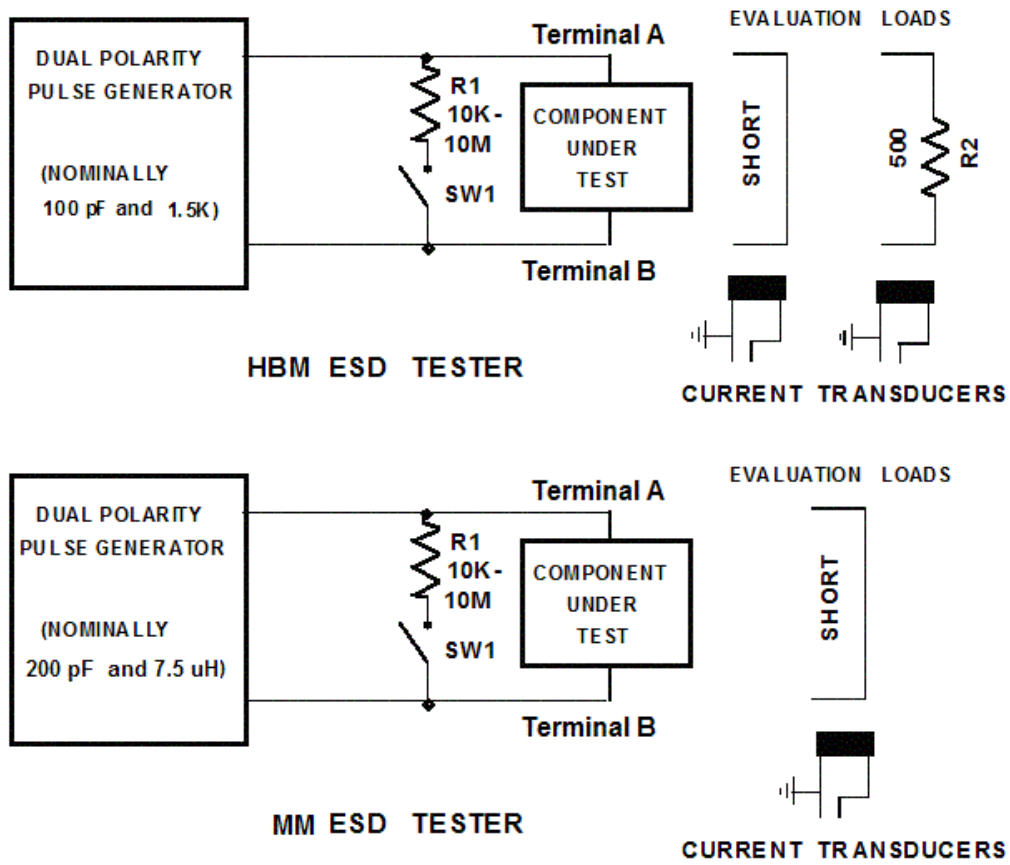 DUAL POLARITY
PULSE GENERATOR
(NOMINALLY
100 pF and 1.5K)
R1
10K-
10M
SW1
Terminal A
COMPONENT
UNDER
TEST
Terminal B
EVALUATION LOADS
SHORT
500
R2
HBM ESD TESTER
CURRENT TRANSDUCERS
DUAL POLARITY
PULSE GENERATOR
(NOMINALLY
200 pF and 7.5 uH)
R1
10K-
10M
SW1
Terminal A
COMPONENT
UNDER
TEST
Terminal B
EVALUATION LOADS
SHORT
MM ESD TESTER
CURRENT TRANSDUCERS